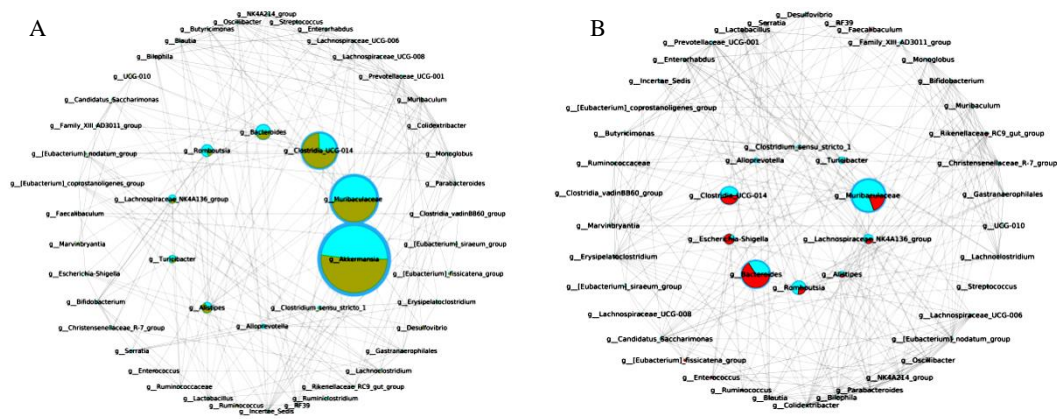 A
g__NK4A214_group
g__Oscillibacter
g__Streptococcus
g__Butyricimonas
g__Enterorhabdus
g__Blautia
g__Lachnospiraceae_UCG-006
g__Bilophila
g__Lachnospiraceae_UCG-008
g__UCG-010
g__Prevotellaceae_UCG-001
g__Candidatus_Saccharimonas
g__Muribaculum
g__Family_XIII_AD3011_group
g__Colidextribacter
g__Bacteroides
g__[Eubacterium]_nodatum_group
g__Romboutsia
g__Clostridia_UCG-014
g__Monoglobus
g__[Eubacterium]_coprostanoligenes_group
g__Parabacteroides
g__Lachnospiraceae_NK4A136_group
g__Muribaculaceae
g__Faecalibaculum
g__Clostridia_vadinBB60_group
g__Marvinbryantia
g__[Eubacterium]_siraeum_group
g__Turicibacter
g__Akkermansia
g__Escherichia-Shigella
g__[Eubacterium]_fissicatena_group
g__Bifidobacterium
g__Erysipelatoclostridium
g__Alistipes
g__Clostridium_sensu_stricto_1
g__Christensenellaceae_R-7_group
g__Alloprevotella
g__Desulfovibrio
g__Serratia
g__Gastranaerophilales
g__Enterococcus
g__Lachnoclostridium
g__Ruminococcaceae
g__Rikenellaceae_RC9_gut_group
g__Lactobacillus
g__Ruminiclostridium
g__Ruminococcus
g__RF39
g__Incertae_Sedis
B
g__Desulfovibrio
g__Serratia
g__RF39
g__Lactobacillus
g__Faecalibaculum
g__Prevotellaceae_UCG-001
g__Family_XIII_AD3011_group
g__Enterorhabdus
g__Monoglobus
g__Incertae_Sedis
g__Bifidobacterium
g__[Eubacterium]_coprostanoligenes_group
g__Muribaculum
g__Butyricimonas
g__Rikenellaceae_RC9_gut_group
g__Clostridium_sensu_stricto_1
g__Ruminococcaceae
g__Alloprevotella
g__Turicibacter
g__Christensenellaceae_R-7_group
g__Clostridia_vadinBB60_group
g__Clostridia_UCG-014
g__Muribaculaceae
g__Gastranaerophilales
g__Marvinbryantia
g__UCG-010
g__Escherichia-Shigella
g__Lachnospiraceae_NK4A136_group
g__Erysipelatoclostridium
g__Lachnoclostridium
g__Bacteroides
g__Alistipes
g__[Eubacterium]_siraeum_group
g__Romboutsia
g__Streptococcus
g__Lachnospiraceae_UCG-008
g__Lachnospiraceae_UCG-006
g__Candidatus_Saccharimonas
g__[Eubacterium]_nodatum_group
g__[Eubacterium]_fissicatena_group
g__Oscillibacter
g__Enterococcus
g__NK4A214_group
g__Ruminococcus
g__Parabacteroides
g__Blautia
g__Bilophila
g__Colidextribacter